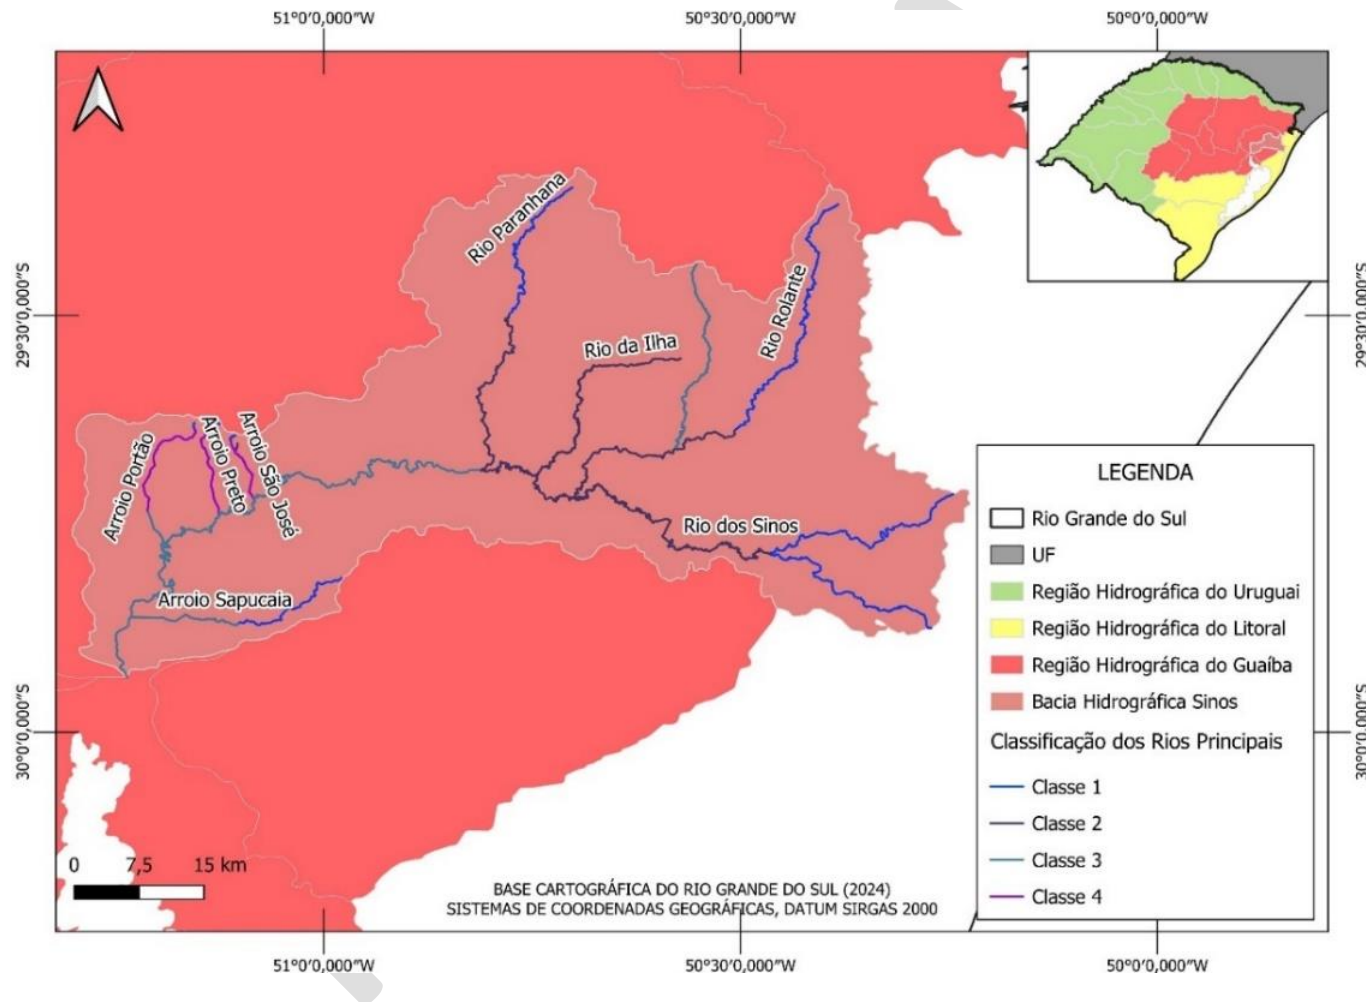 51°0'0,000"W
50°30'0,000"W
50°0'0,000"W
29°30'0,000"S
29°30'0,000"S
Rio Paranhana
Rio Rolante
Rio da Ilha
Arroio Portão
Arroio Preto
Arroio São José
Rio dos Sinos
Arroio Sapucaia
LEGENDA
Rio Grande do Sul
UF
Região Hidrográfica do Uruguai
Região Hidrográfica do Litoral
Região Hidrográfica do Guaíba
Bacia Hidrográfica Sinos
Classificação dos Rios Principais
Classe 1
Classe 2
Classe 3
Classe 4
30°0'0,000"S
30°0'0,000"S
0 7,5 15 km
BASE CARTOGRÁFICA DO RIO GRANDE DO SUL (2024)
SISTEMAS DE COORDENADAS GEOGRÁFICAS, DATUM SIRGAS 2000
51°0'0,000"W
50°30'0,000"W
50°0'0,000"W